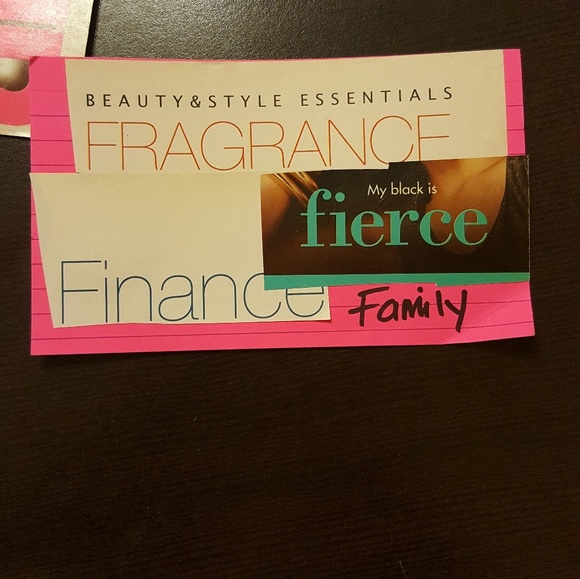 BEAUTY&STYLE ESSENTIALS
FRAGRANCE
My black is
fierce
Finance
Family